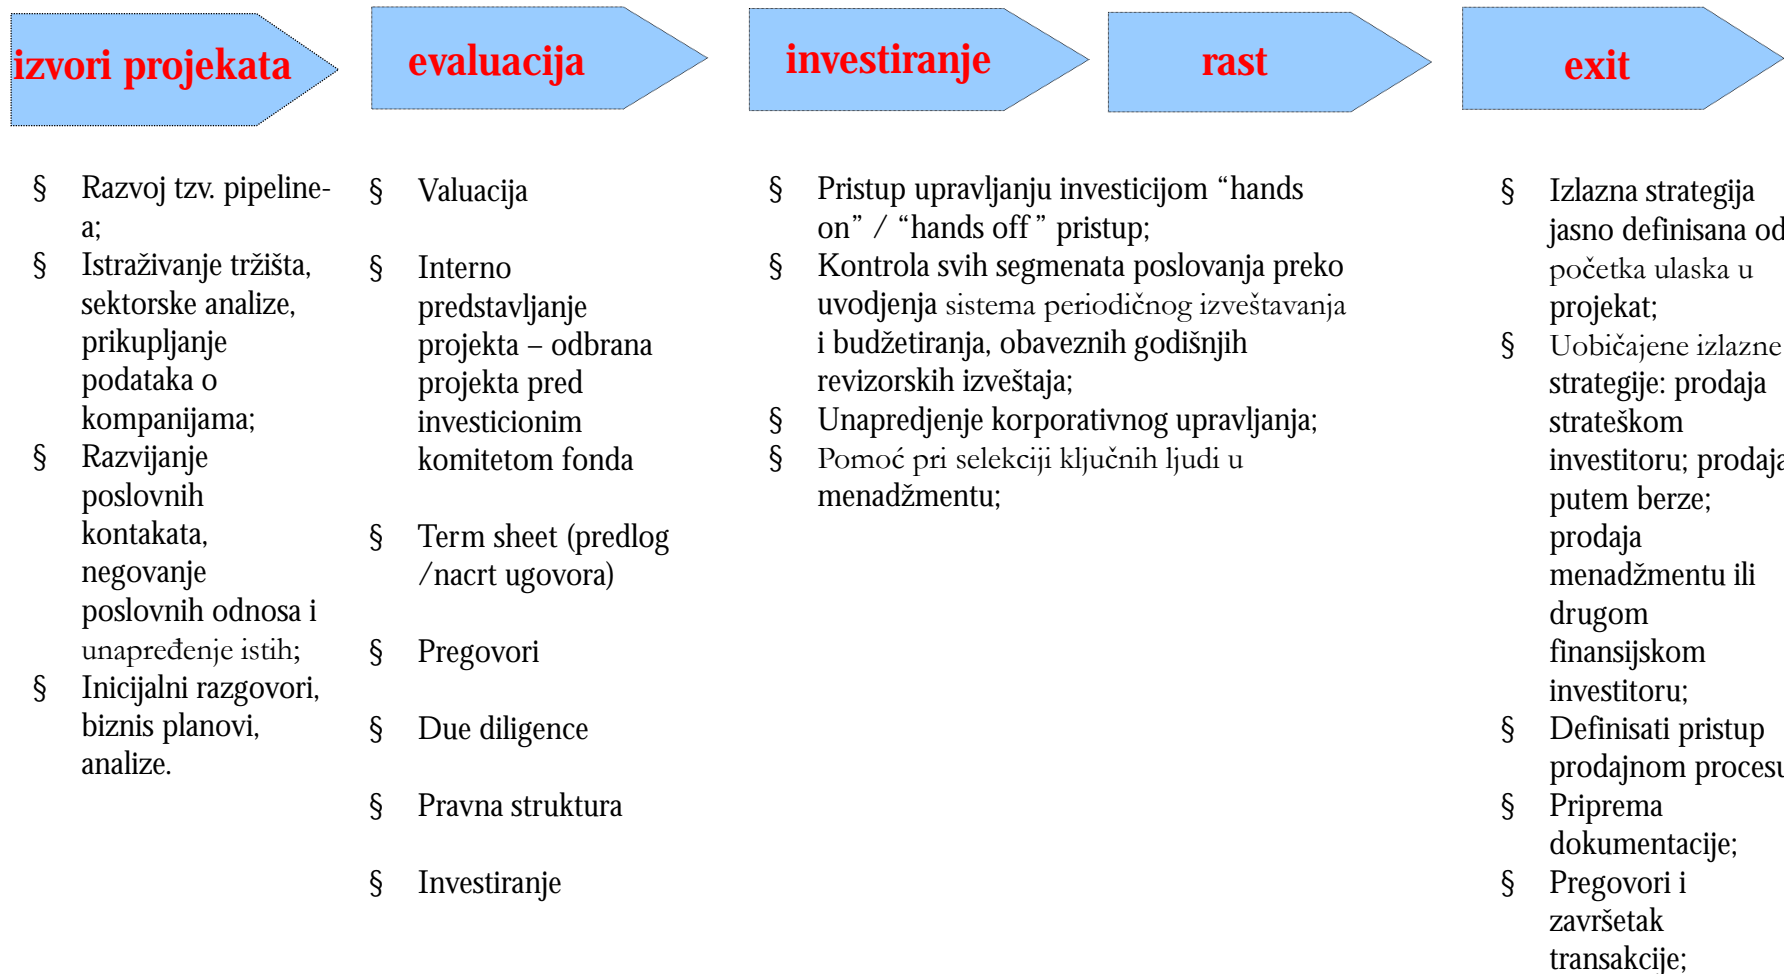 izvori projekata
evaluacija
investiranje
rast
exit
§ Razvoj tzv. pipeline-
a;
§ Istraživanje tržišta,
sektorske analize,
prikupljanje
podataka o
kompanijama;
§ Razvijanje
poslovnih
kontakata,
negovanje
poslovnih odnosa i
unapređenje istih;
§ Inicijalni razgovori,
biznis planovi,
analize.
§ Valuacija
§ Interno
predstavljanje
projekta – odbrana
projekta pred
investicionim
komitetom fonda
§ Term sheet (predlog
/nacrt ugovora)
§ Pregovori
§ Due diligence
§ Pravna struktura
§ Investiranje
§ Pristup upravljanju investicijom “hands
on” / “hands off ” pristup;
§ Kontrola svih segmenata poslovanja preko
uvodjenja sistema periodičnog izveštavanja
i budžetiranja, obaveznih godišnjih
revizorskih izveštaja;
§ Unapredjenje korporativnog upravljanja;
§ Pomoć pri selekciji ključnih ljudi u
menadžmentu;
§ Izlazna strategija
jasno definisana od
početka ulaska u
projekat;
§ Uobičajene izlazne
strategije: prodaja
strateškom
investitoru; prodaja
putem berze;
prodaja
menadžmentu ili
drugom
finansijskom
investitoru;
§ Definisati pristup
prodajnom procesu
§ Priprema
dokumentacije;
§ Pregovori i
završetak
transakcije;